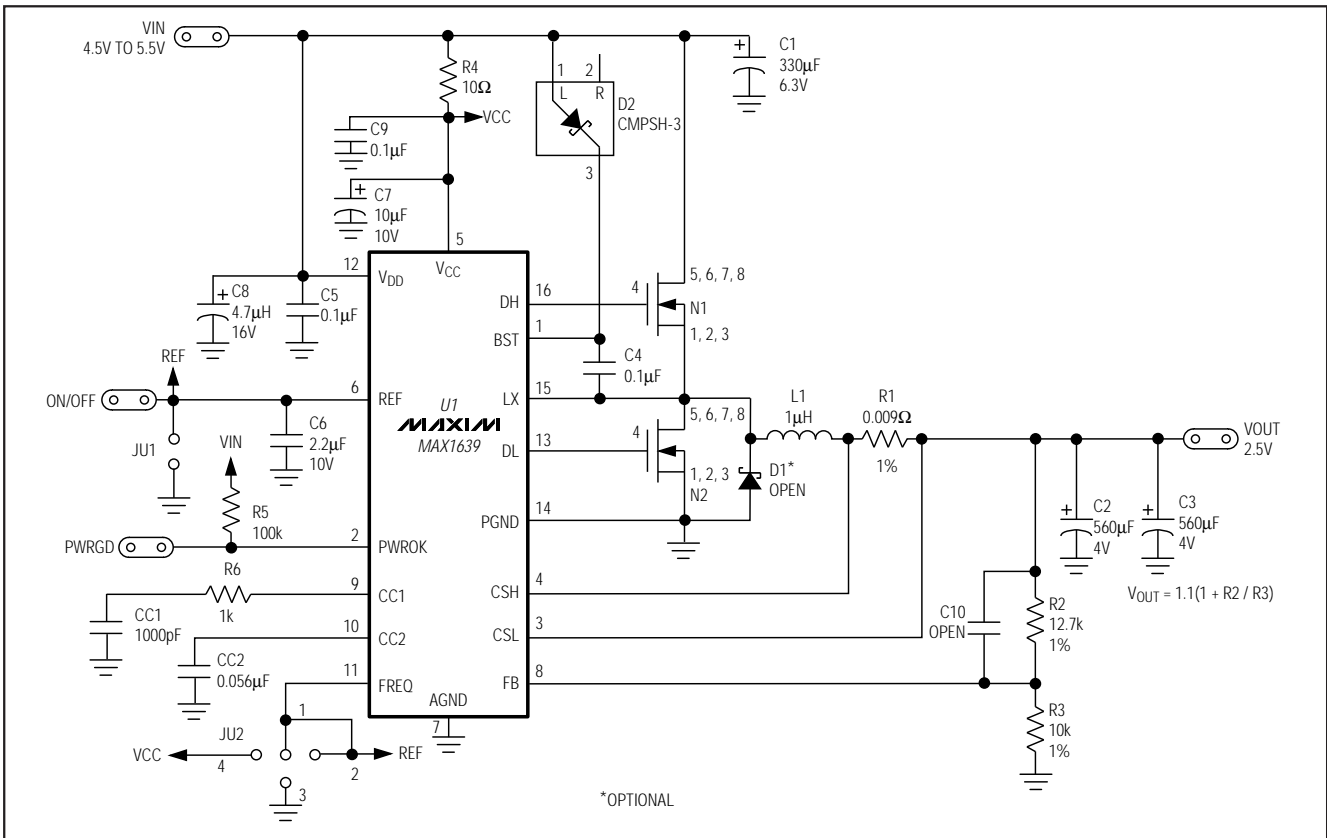 VIN
4.5V TO 5.5V
R4
10Ω
VCC
C9
0.1µF
C7
+
10µF
10V
1
2
L
R
D2
CMPSH-3
3
+
C1
330µF
6.3V
5
VCC
12
VDD
+
C8
4.7µH
16V
C5
0.1µF
REF
ON/OFF
6
REF
JU1
C6
2.2µF
10V
VIN
R5
100k
PWRGD
2
PWROK
R6
1k
9
CC1
CC1
1000pF
10
CC2
CC2
0.056µF
11
FREQ
AGND
7
1
JU2
VCC
4
2
REF
3
U1
MAXIM
MAX1639
DH
16
BST
1
LX
15
DL
13
PGND
14
CSH
4
CSL
3
FB
8
4
5, 6, 7, 8
N1
1, 2, 3
C4
0.1µF
4
5, 6, 7, 8
1, 2, 3
N2
D1*
OPEN
L1
1µH
R1
0.009Ω
1%
VOUT
2.5V
+
C2
560µF
4V
+
C3
560µF
4V
VOUT = 1.1(1 + R2 / R3)
C10
OPEN
R2
12.7k
1%
R3
10k
1%
*OPTIONAL